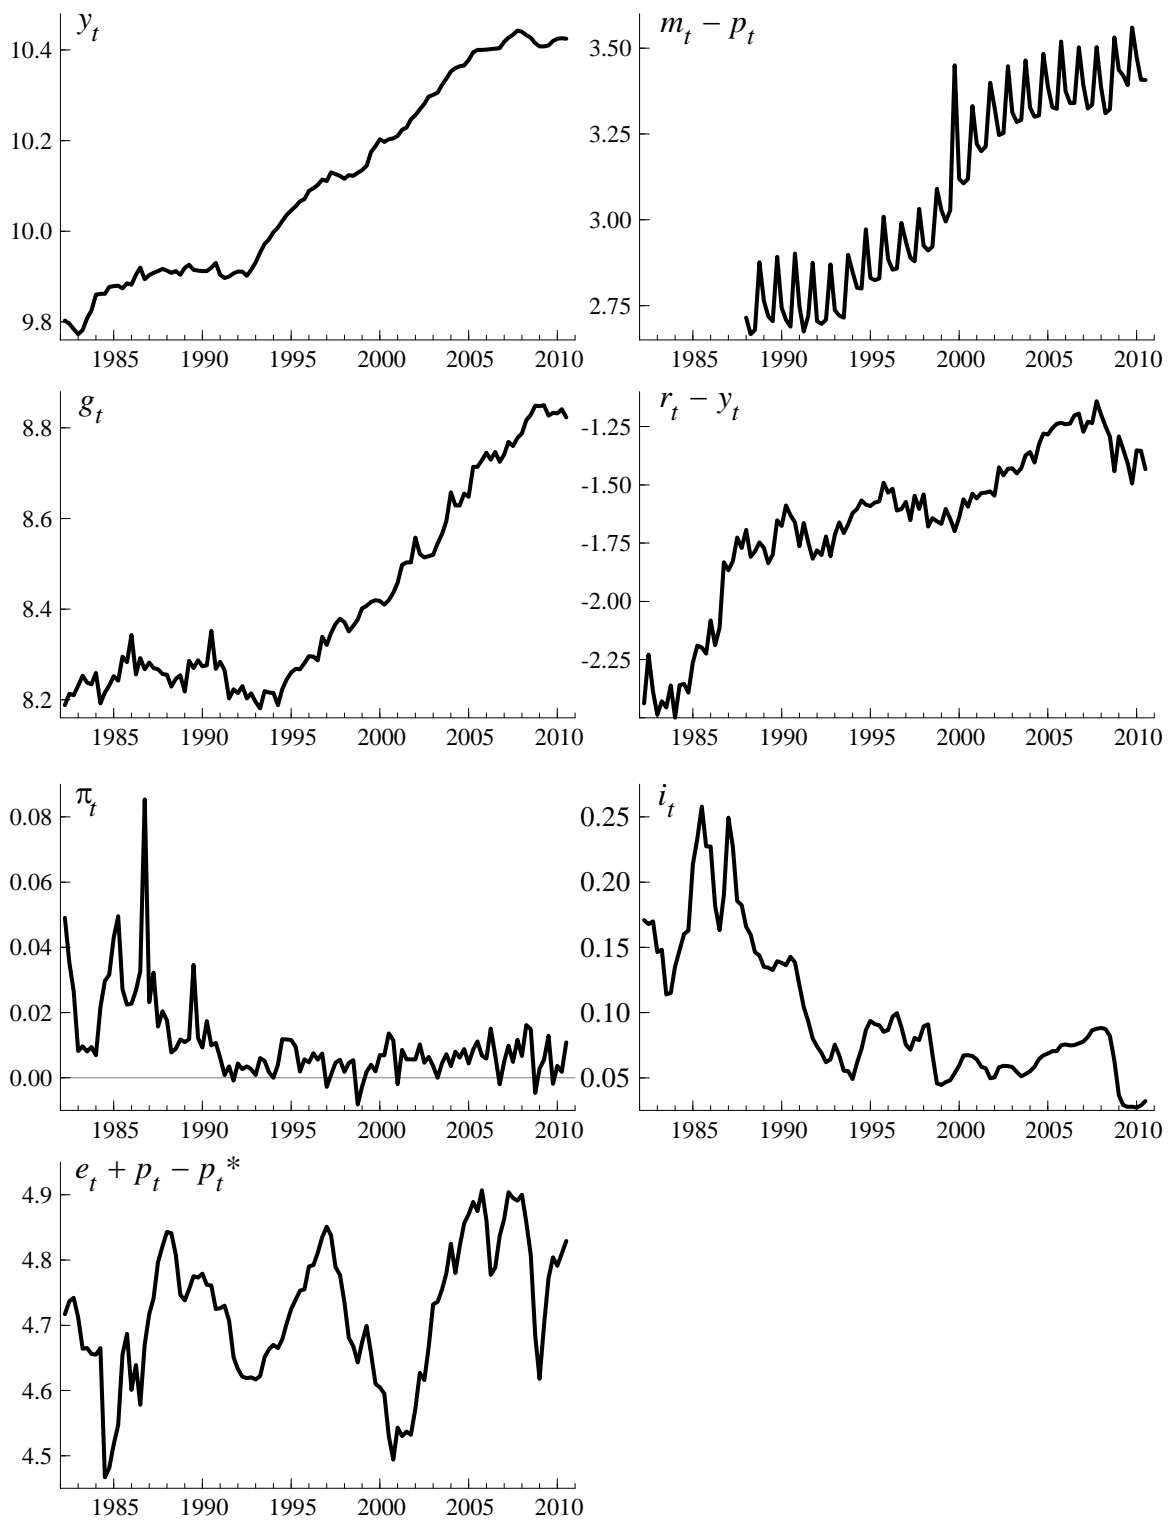 y_t
10.4
10.2
10.0
9.8
1985 1990 1995 2000 2005 2010
m_t − p_t
3.50
3.25
3.00
2.75
1985 1990 1995 2000 2005 2010
g_t
8.8
8.6
8.4
8.2
1985 1990 1995 2000 2005 2010
r_t − y_t
-1.25
-1.50
-1.75
-2.00
-2.25
1985 1990 1995 2000 2005 2010
π_t
0.08
0.06
0.04
0.02
0.00
1985 1990 1995 2000 2005 2010
i_t
0.25
0.20
0.15
0.10
0.05
1985 1990 1995 2000 2005 2010
e_t + p_t − p_t*
4.9
4.8
4.7
4.6
4.5
1985 1990 1995 2000 2005 2010